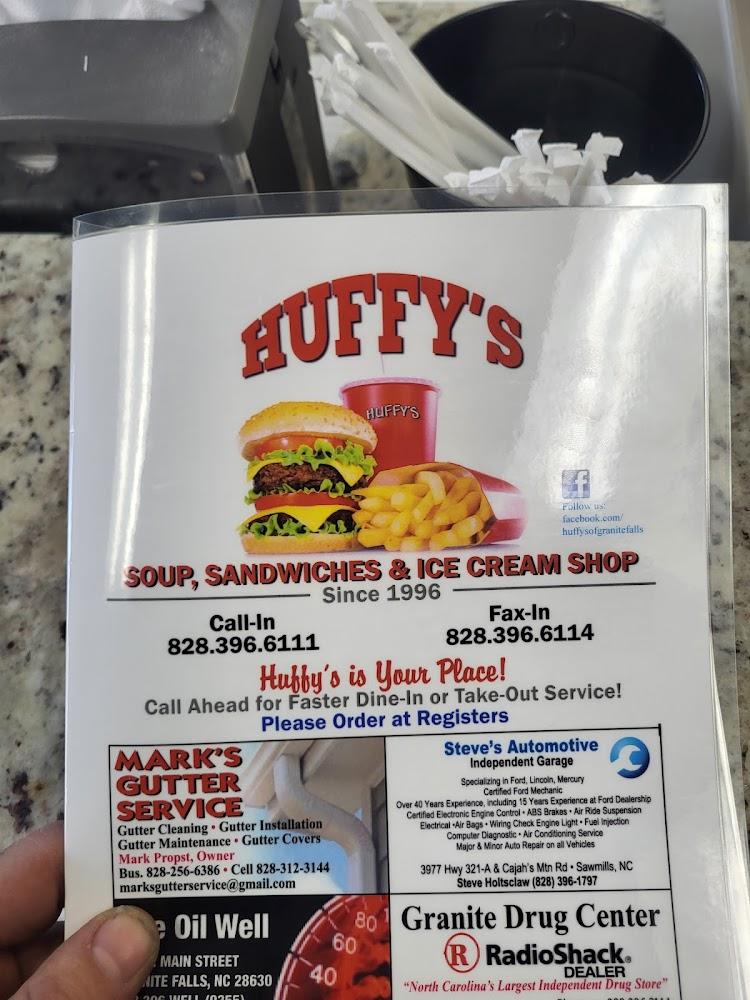 HUFFY'S
HUFFY'S
f
Follow us!
facebook.com/
huffysofgranitefalls
SOUP, SANDWICHES & ICE CREAM SHOP
Since 1996
Call-In
828.396.6111
Fax-In
828.396.6114
Huffy's is Your Place!
Call Ahead for Faster Dine-In or Take-Out Service!
Please Order at Registers
MARK'S
GUTTER
SERVICE
Gutter Cleaning • Gutter Installation
Gutter Maintenance • Gutter Covers
Mark Propst, Owner
Bus. 828-256-6386 • Cell 828-312-3144
marksgutterservice@gmail.com
Steve's Automotive
Independent Garage
Specializing in Ford, Lincoln, Mercury
Certified Ford Mechanic
Over 40 Years Experience, including 15 Years Experience at Ford Dealership
Certified Electronic Engine Control • ABS Brakes • Air Ride Suspension
Electrical • Air Bags • Wiring Check Engine Light • Fuel Injection
Computer Diagnostic • Air Conditioning Service
Major & Minor Auto Repair on all Vehicles
3977 Hwy 321-A & Cajah's Mtn Rd • Sawmills, NC
Steve Holtsclaw (828) 396-1797
e Oil Well
MAIN STREET
NITE FALLS, NC 28630
WELL (9355)
80
60
40
Granite Drug Center
R RadioShack®
DEALER
"North Carolina's Largest Independent Drug Store"